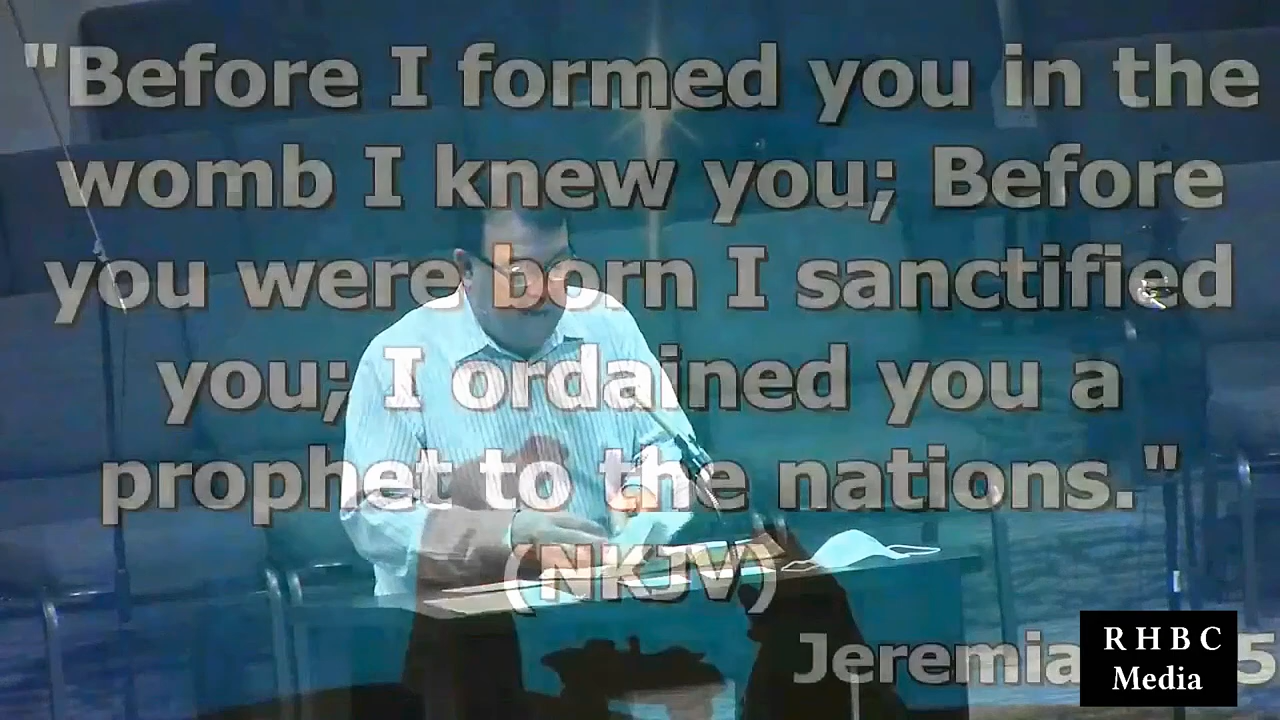 "Before I formed you in the
womb I knew you; Before
you were born I sanctified
you; I ordained you a
prophet to the nations."
(NKJV)
5
R H B C
Media